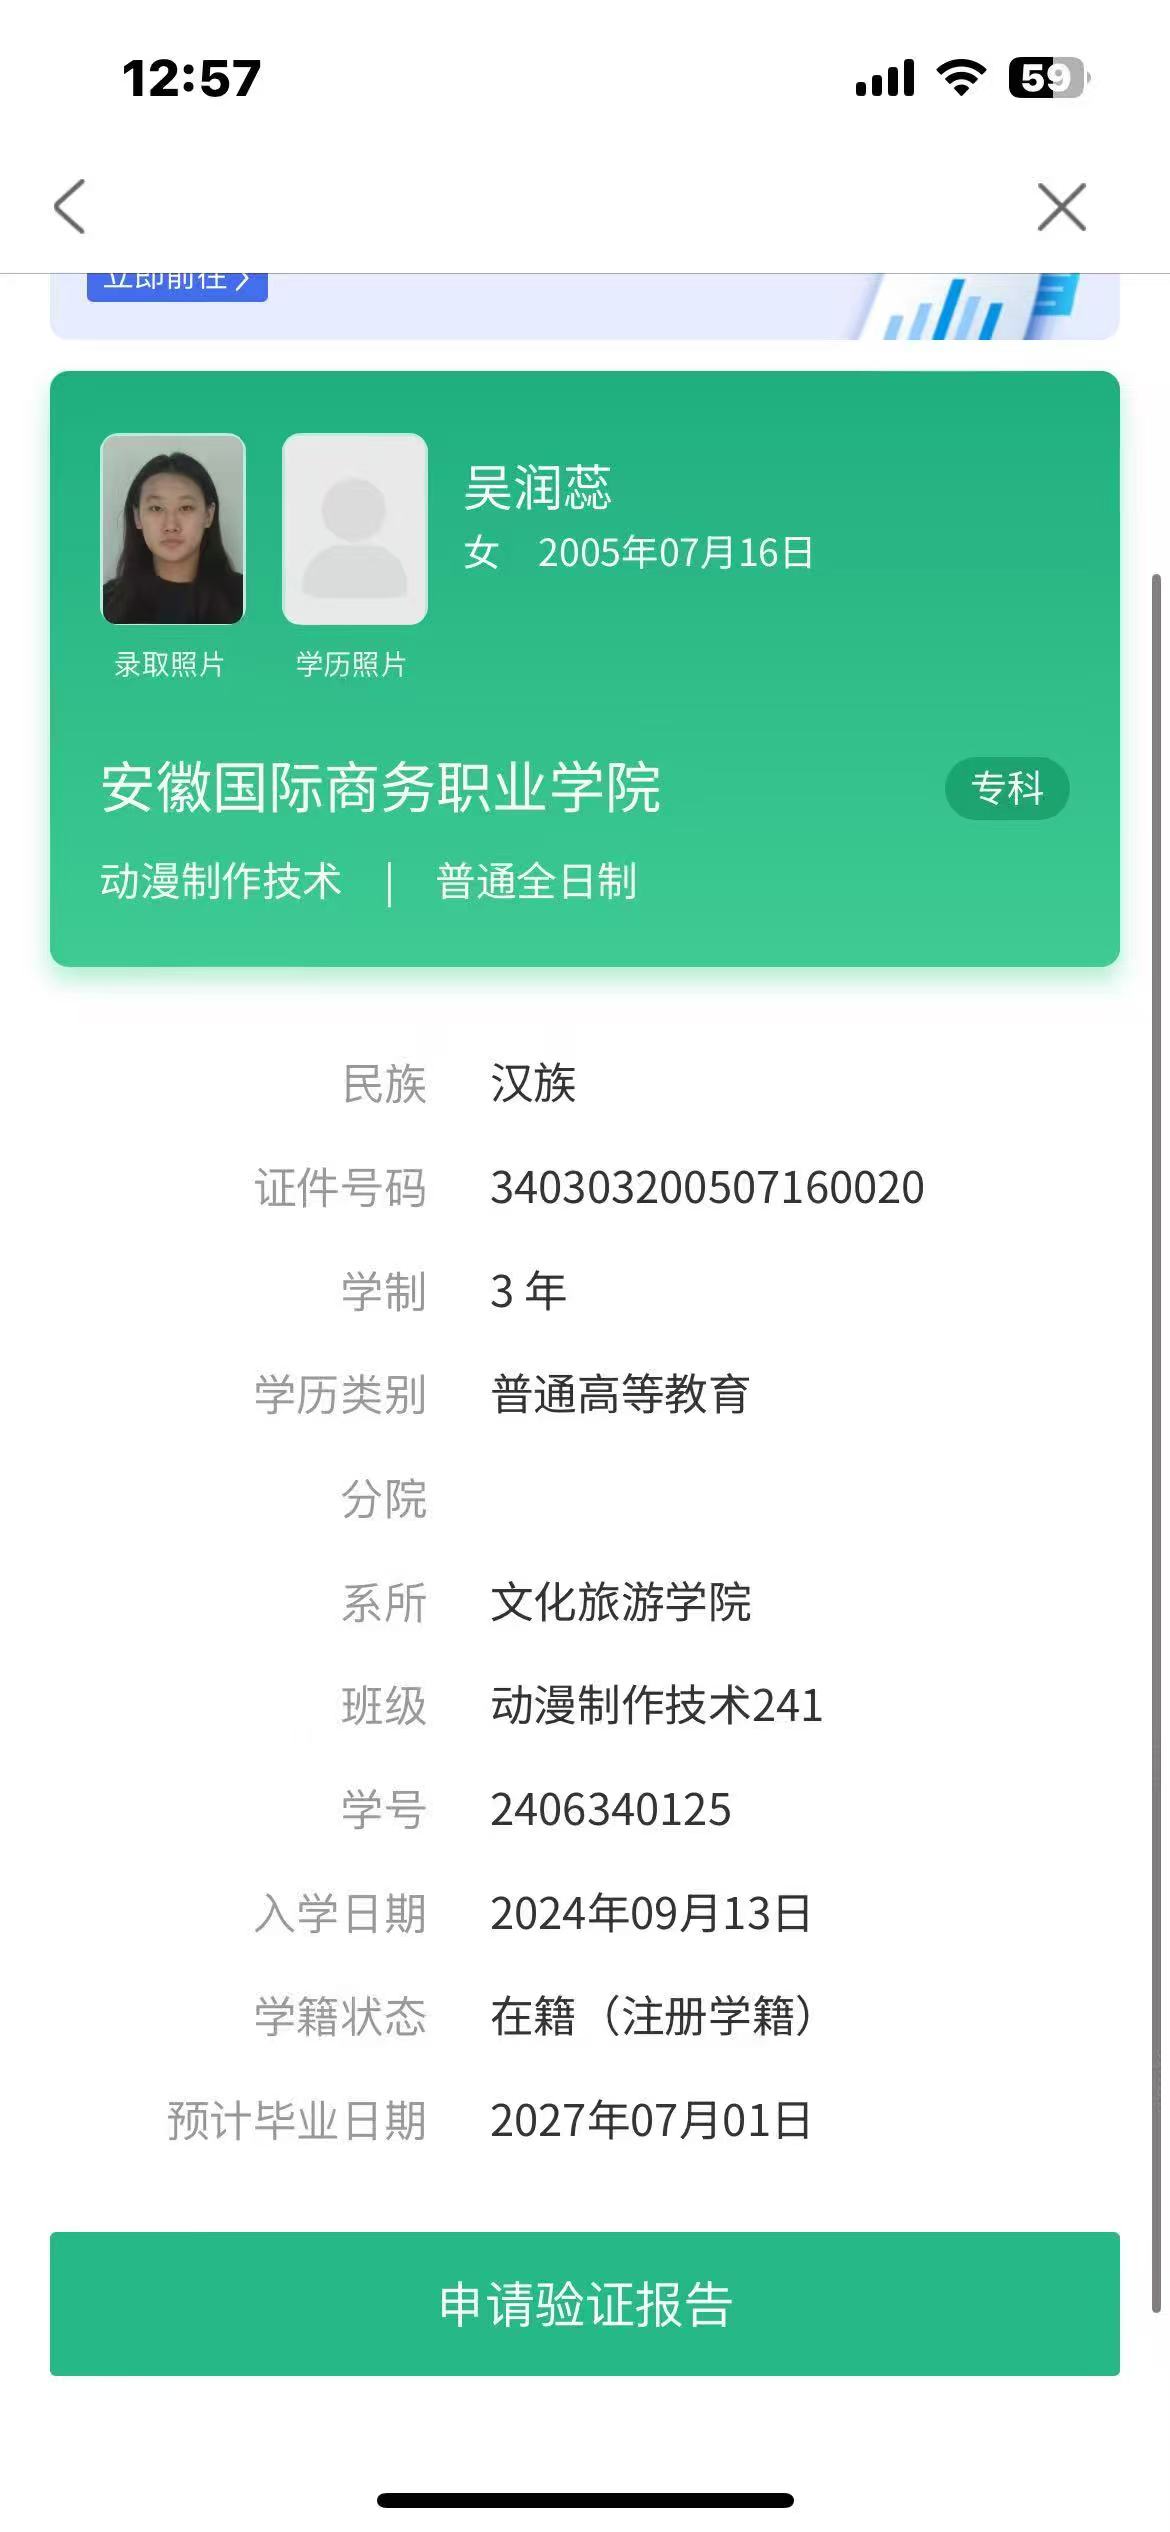 12:57
59
立即前往
吴润蕊
女 2005年07月16日
录取照片 学历照片
安徽国际商务职业学院 专科
动漫制作技术 | 普通全日制
民族 汉族
证件号码 340303200507160020
学制 3 年
学历类别 普通高等教育
分院
系所 文化旅游学院
班级 动漫制作技术241
学号 2406340125
入学日期 2024年09月13日
学籍状态 在籍（注册学籍）
预计毕业日期 2027年07月01日
申请验证报告